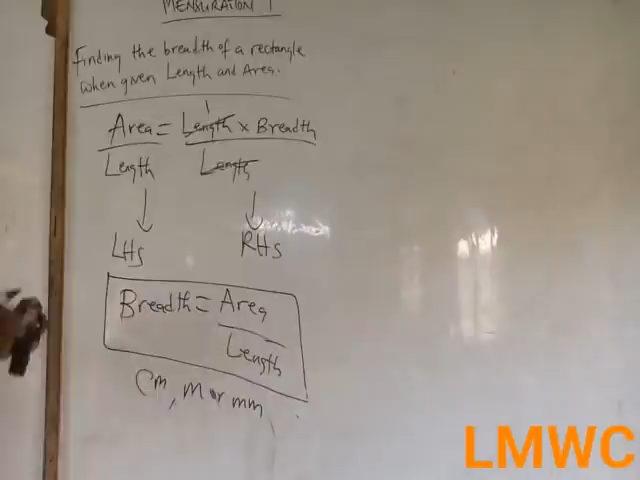 MENSURATION 1
Finding the breadth of a rectangle
when given Length and Area.
Area = Length × Breadth
Length Length
LHS RHS
Breadth = Area
Length
Cm, m or mm
LMWC